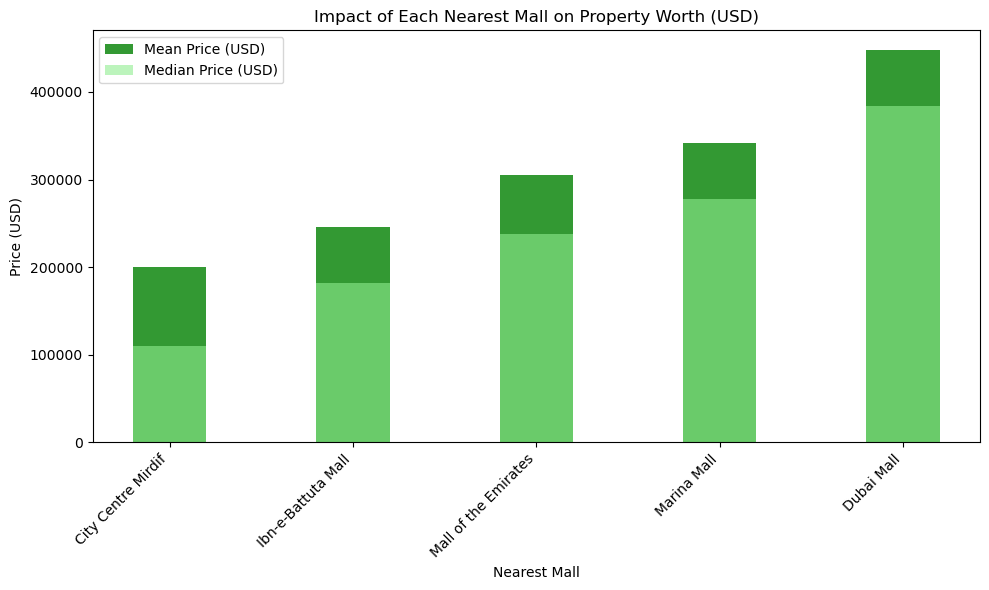 Impact of Each Nearest Mall on Property Worth (USD)
Mean Price (USD)
Median Price (USD)
400000
300000
200000
100000
0
Price (USD)
City Centre Mirdif
Ibn-e-Battuta Mall
Mall of the Emirates
Marina Mall
Dubai Mall
Nearest Mall